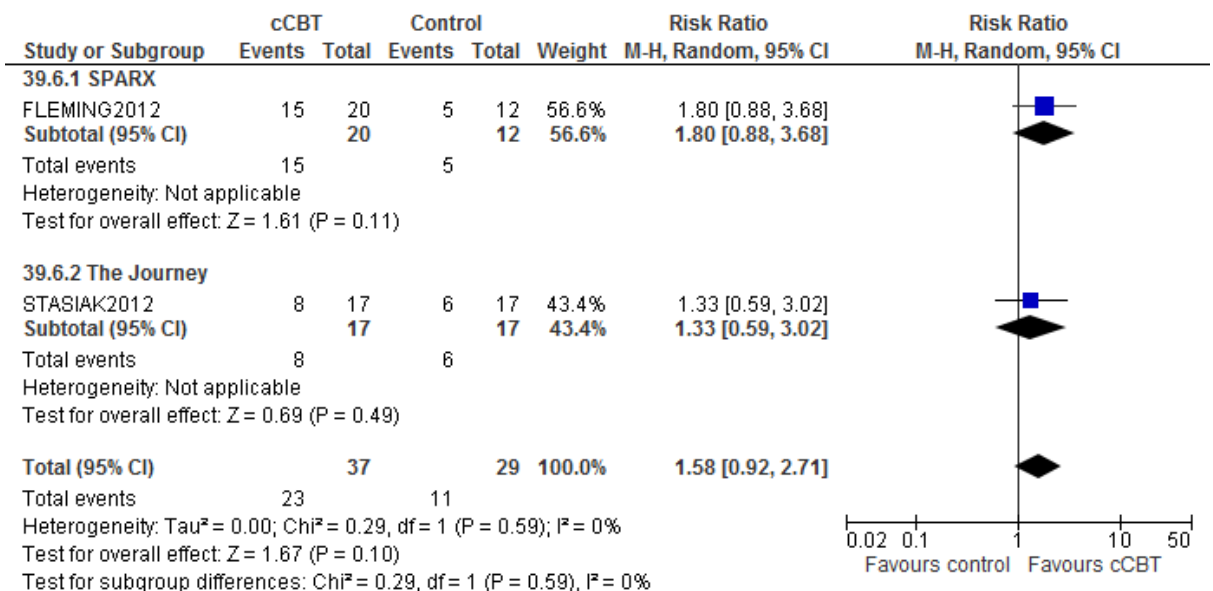 cCBT Control Risk Ratio Risk Ratio
Study or Subgroup Events Total Events Total Weight M-H, Random, 95% CI M-H, Random, 95% CI
39.6.1 SPARX
FLEMING2012 15 20 5 12 56.6% 1.80 [0.88, 3.68]
Subtotal (95% CI) 20 12 56.6% 1.80 [0.88, 3.68]
Total events 15 5
Heterogeneity: Not applicable
Test for overall effect: Z = 1.61 (P = 0.11)
39.6.2 The Journey
STASIAK2012 8 17 6 17 43.4% 1.33 [0.59, 3.02]
Subtotal (95% CI) 17 17 43.4% 1.33 [0.59, 3.02]
Total events 8 6
Heterogeneity: Not applicable
Test for overall effect: Z = 0.69 (P = 0.49)
Total (95% CI) 37 29 100.0% 1.58 [0.92, 2.71]
Total events 23 11
Heterogeneity: Tau² = 0.00; Chi² = 0.29, df = 1 (P = 0.59); I² = 0%
Test for overall effect: Z = 1.67 (P = 0.10)
Test for subgroup differences: Chi² = 0.29, df = 1 (P = 0.59), I² = 0%
0.02 0.1 1 10 50
Favours control Favours cCBT